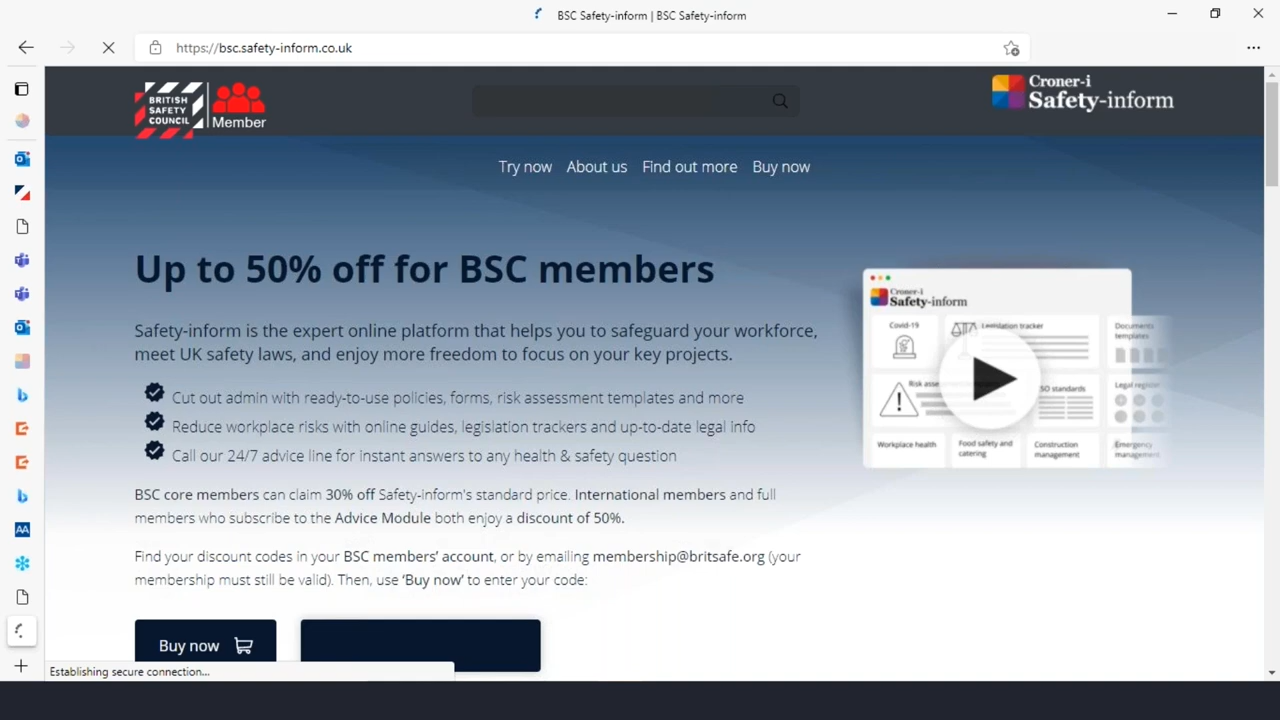 BSC Safety-inform | BSC Safety-inform
https://bsc.safety-inform.co.uk
BRITISH
SAFETY
COUNCIL
Member
Croner-i
Safety-inform
Try now About us Find out more Buy now
Up to 50% off for BSC members
Safety-inform is the expert online platform that helps you to safeguard your workforce,
meet UK safety laws, and enjoy more freedom to focus on your key projects.
Cut out admin with ready-to-use policies, forms, risk assessment templates and more
Reduce workplace risks with online guides, legislation trackers and up-to-date legal info
Call our 24/7 advice line for instant answers to any health & safety question
BSC core members can claim 30% off Safety-inform's standard price. International members and full
members who subscribe to the Advice Module both enjoy a discount of 50%.
Find your discount codes in your BSC members' account, or by emailing membership@britsafe.org (your
membership must still be valid). Then, use 'Buy now' to enter your code:
Buy now
Croner-i
Safety-inform
Covid-19
Legislation tracker
Documents
templates
Risk
standards
Legal register
Workplace health
Food safety and
catering
Construction
management
Emergency
management
AA
Establishing secure connection...